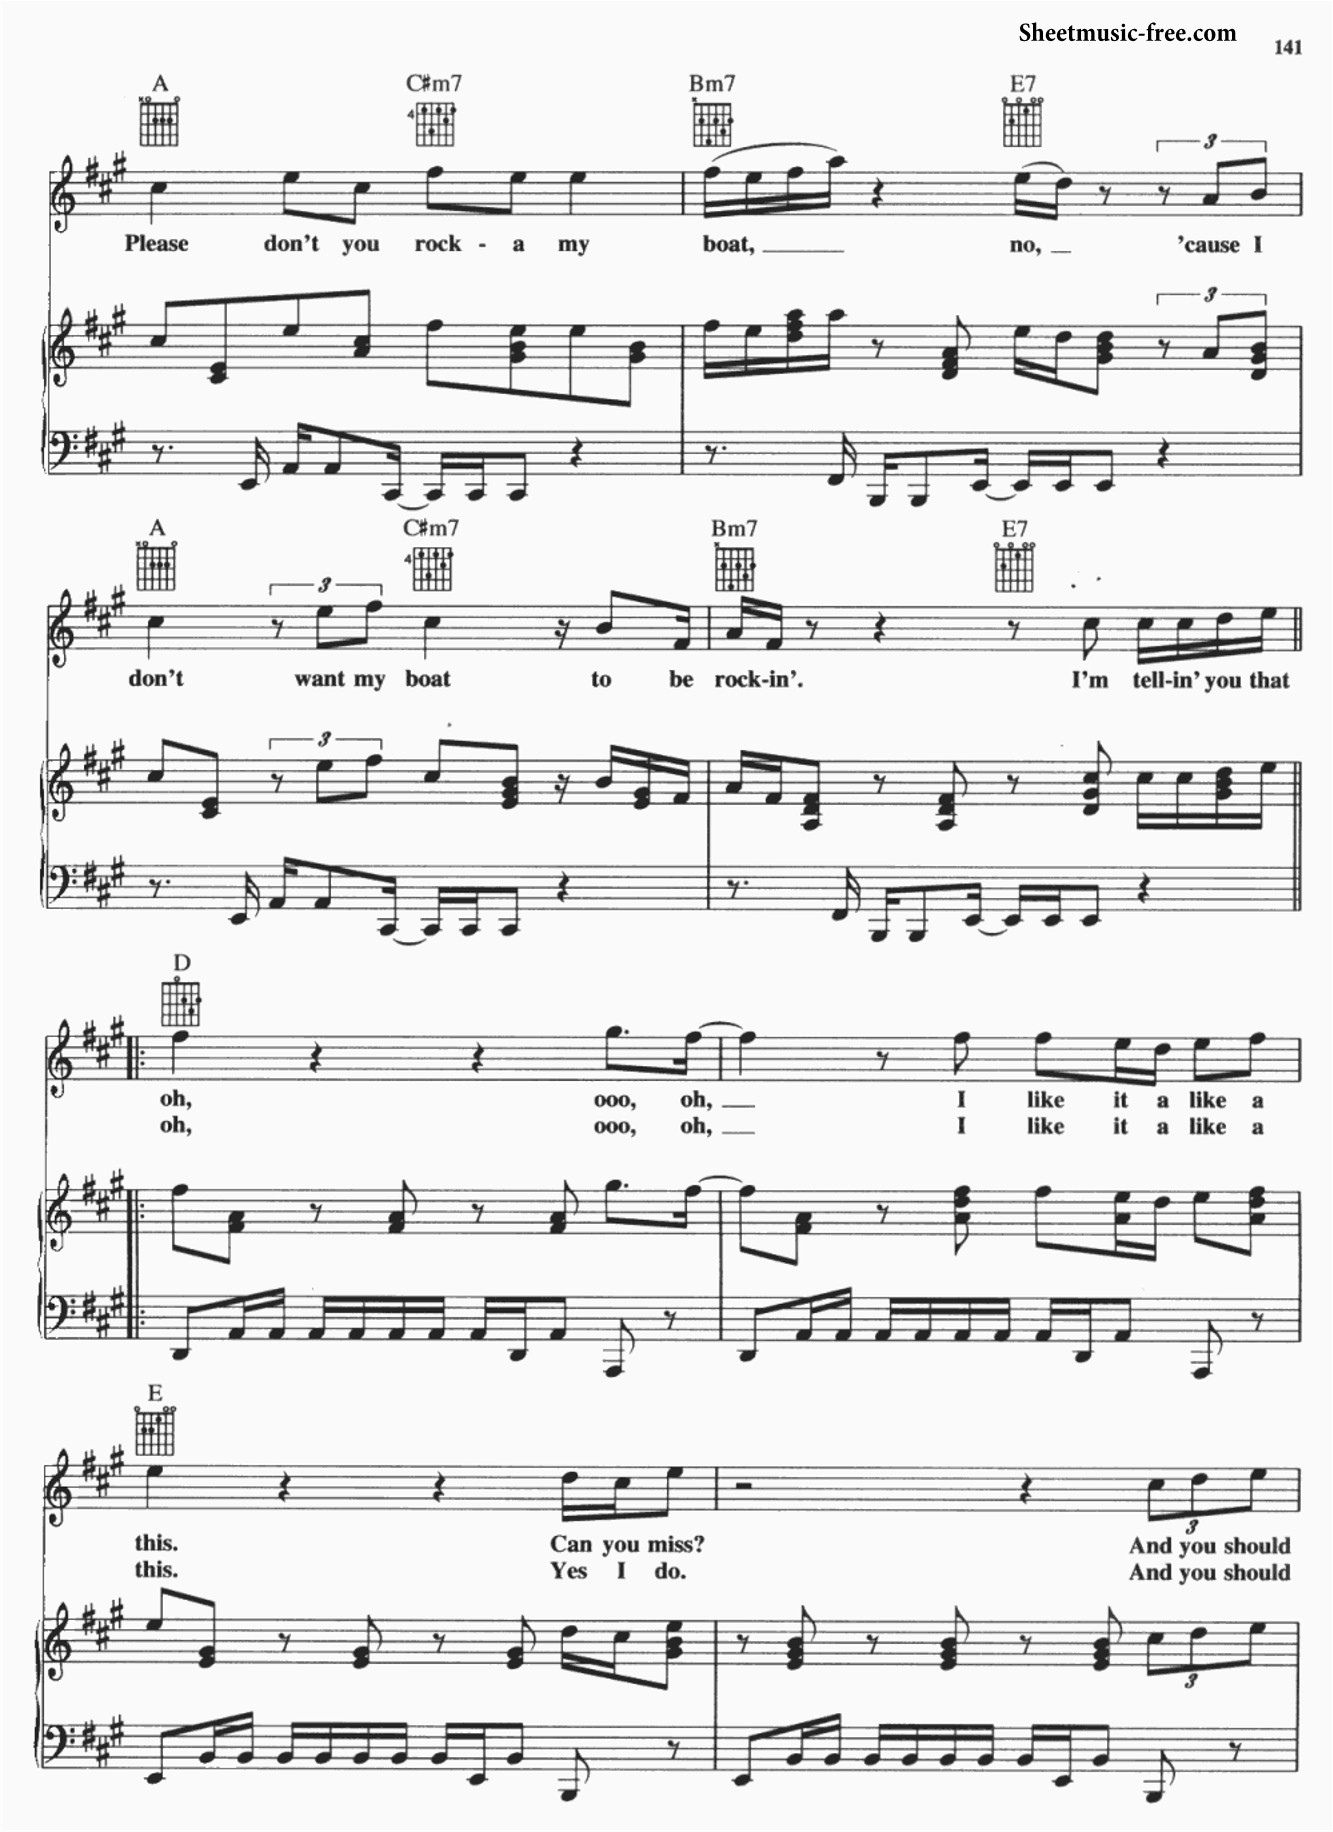 Sheetmusic-free.com
141
A C#m7 Bm7 E7
4
3
Please don't you rock - a my boat, no, 'cause I
3
A C#m7 Bm7 E7
4
3
don't want my boat to be rock-in'. I'm tell-in' you that
3
D
oh, ooo, oh, I like it a like a
oh, ooo, oh, I like it a like a
E
3
this. Can you miss? And you should
this. Yes I do. And you should
3